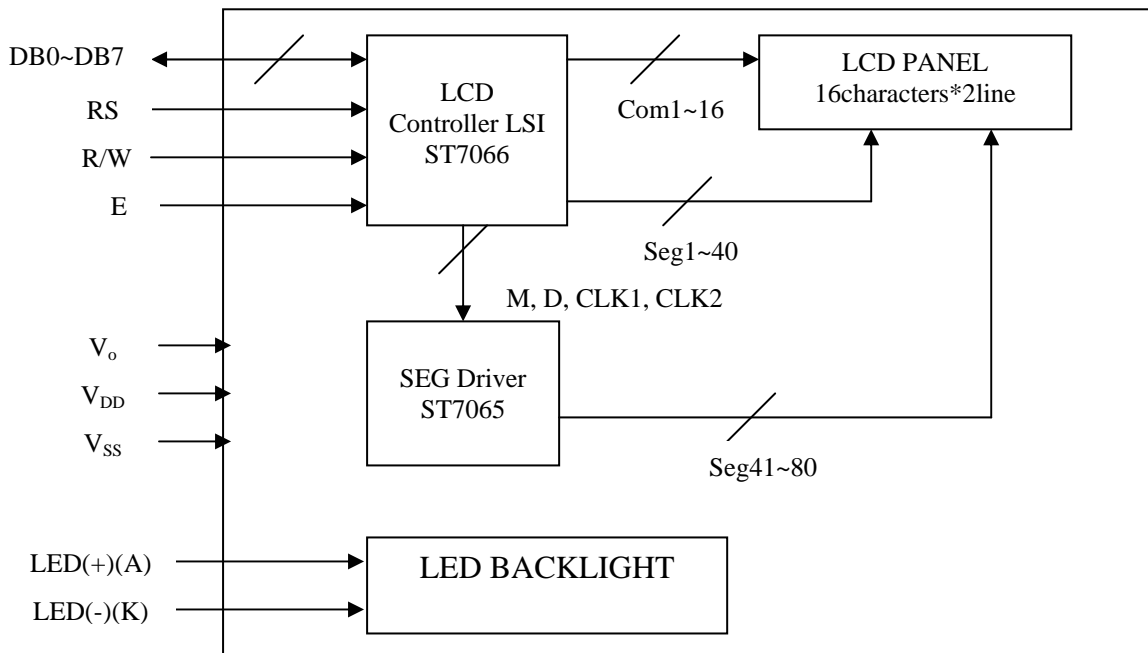 DB0~DB7
RS
R/W
E
LCD
Controller LSI
ST7066
Com1~16
LCD PANEL
16characters*2line
Seg1~40
M, D, CLK1, CLK2
Vo
VDD
VSS
SEG Driver
ST7065
Seg41~80
LED(+)(A)
LED(-)(K)
LED BACKLIGHT